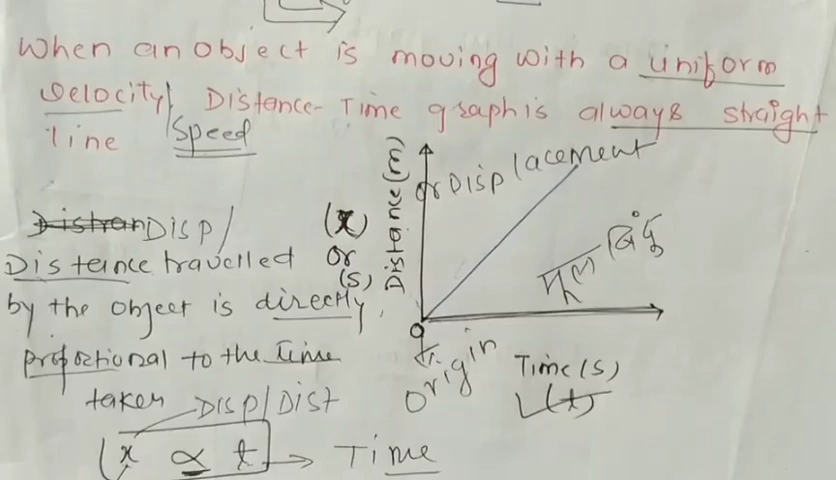 When an object is moving with a uniform
velocity/ Distance-Time graph is always straight
line Speed
Distance (m)
or Displacement
Disp/ (x)
Distance travelled or
(s)
by the object is directly
proportional to the Time
taken Disp/Dist
(x ∝ t) → Time
मूल बिंदु
O
Origin
Time(s)
(t)